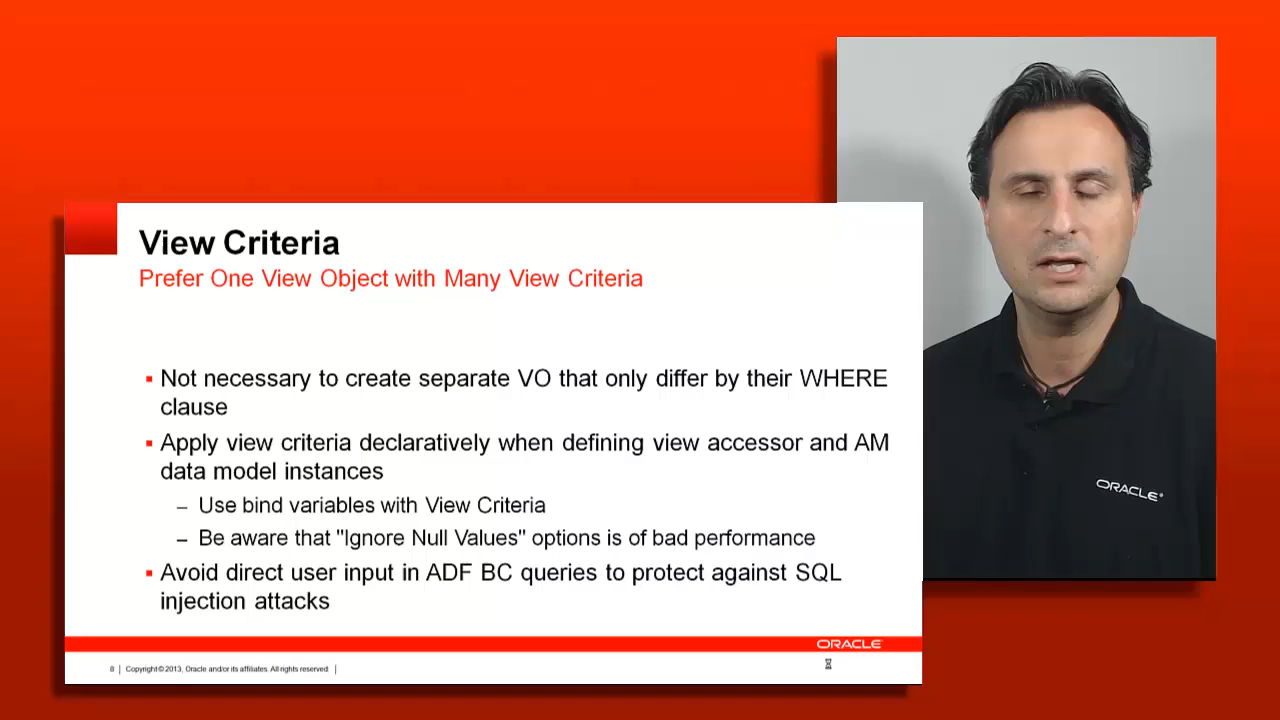 View Criteria
Prefer One View Object with Many View Criteria
▪ Not necessary to create separate VO that only differ by their WHERE
clause
▪ Apply view criteria declaratively when defining view accessor and AM
data model instances
– Use bind variables with View Criteria
– Be aware that "Ignore Null Values" options is of bad performance
▪ Avoid direct user input in ADF BC queries to protect against SQL
injection attacks
ORACLE
8 | Copyright © 2013, Oracle and/or its affiliates. All rights reserved. |
ORACLE®